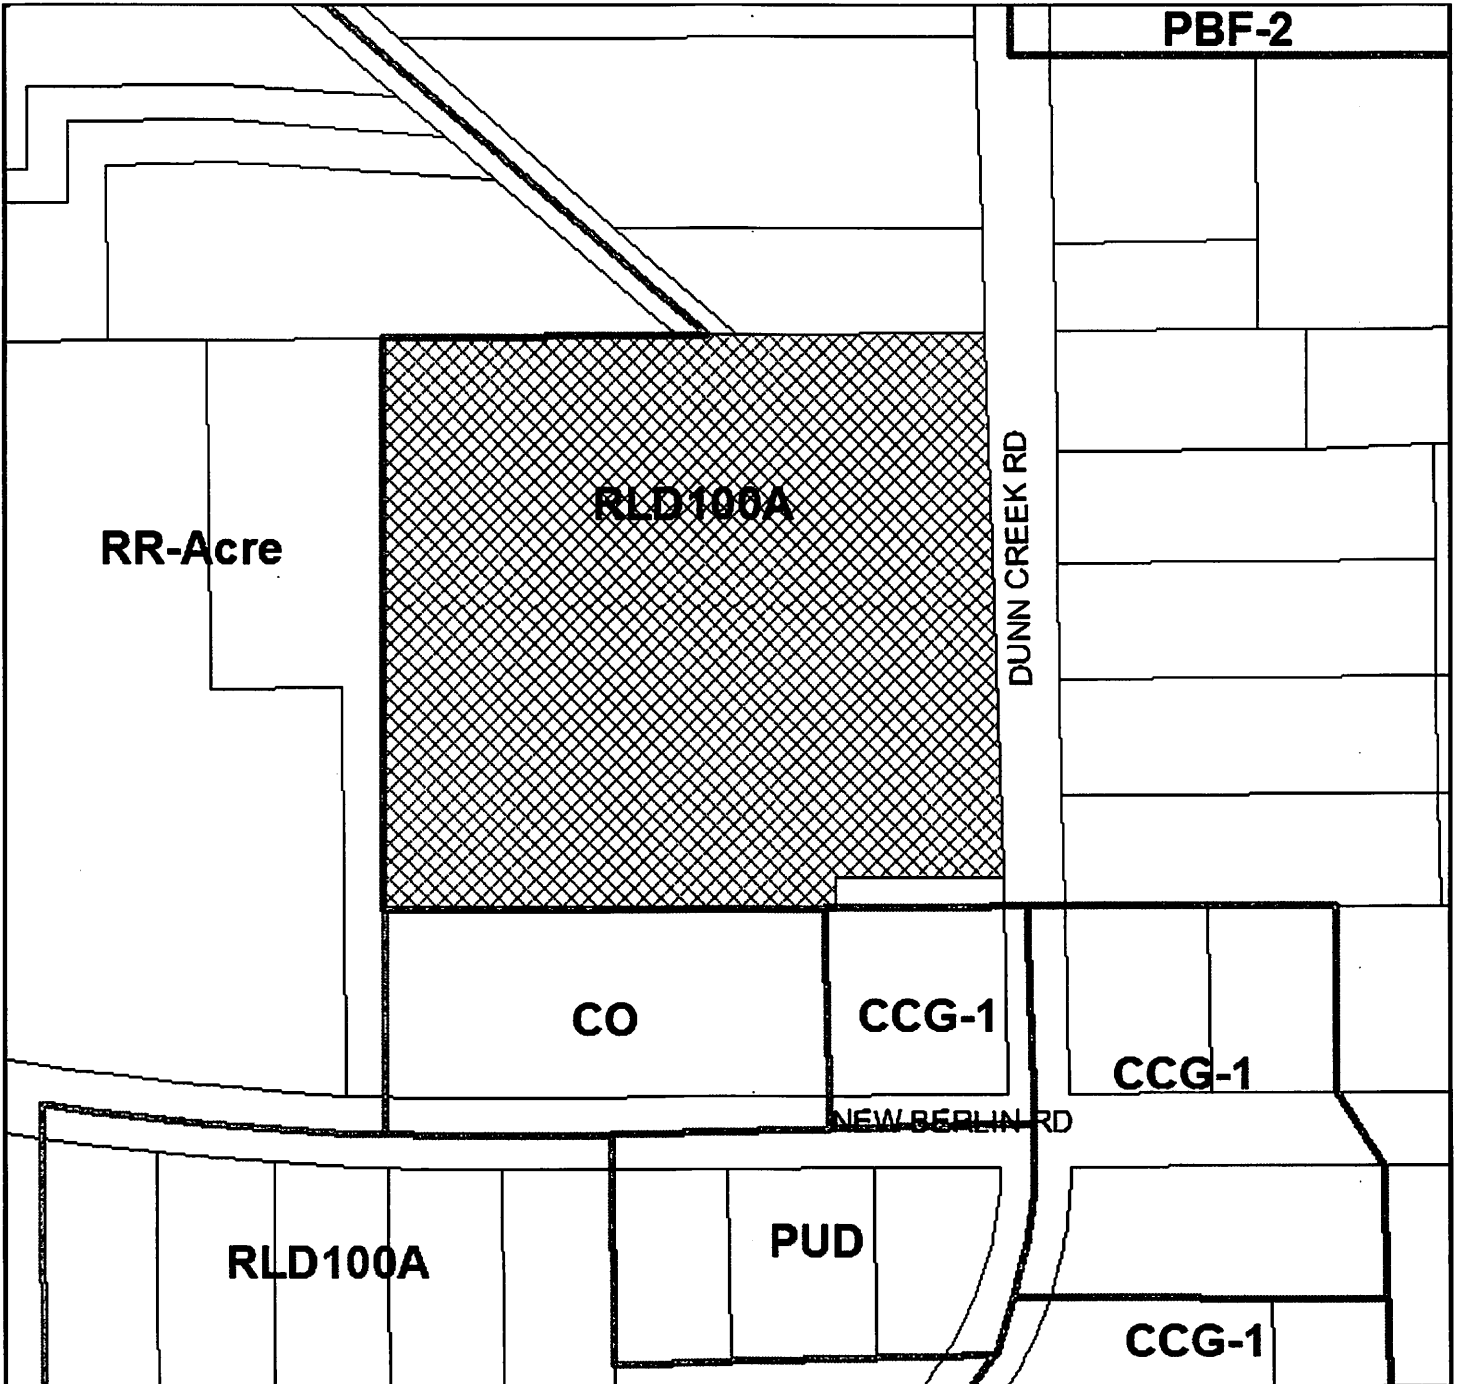 PBF-2
RLD100A
RR-Acre
DUNN CREEK RD
CO
CCG-1
CCG-1
NEW BERLIN RD
PUD
RLD100A
CCG-1